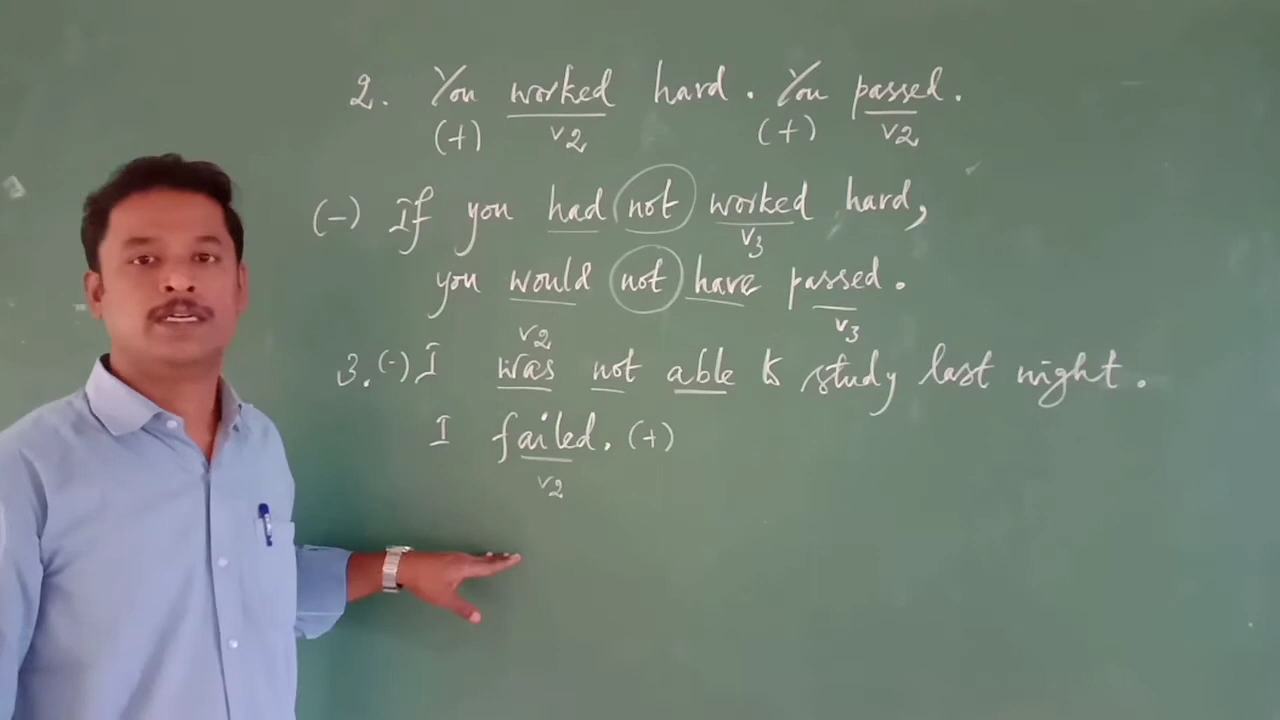 2. You worked hard. You passed.
(+) v2 (+) v2
(-) If you had not worked hard,
v3
you would not have passed.
v2 v3
3. (-) I was not able to study last night.
I failed. (+)
v2